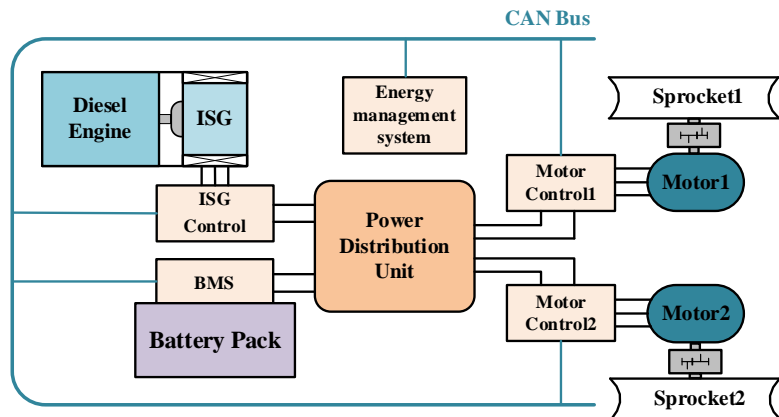 CAN Bus
Diesel
Engine
ISG
Energy
management
system
Sprocket1
Motor
Control1
Motor1
ISG
Control
Power
Distribution
Unit
BMS
Battery Pack
Motor
Control2
Motor2
Sprocket2